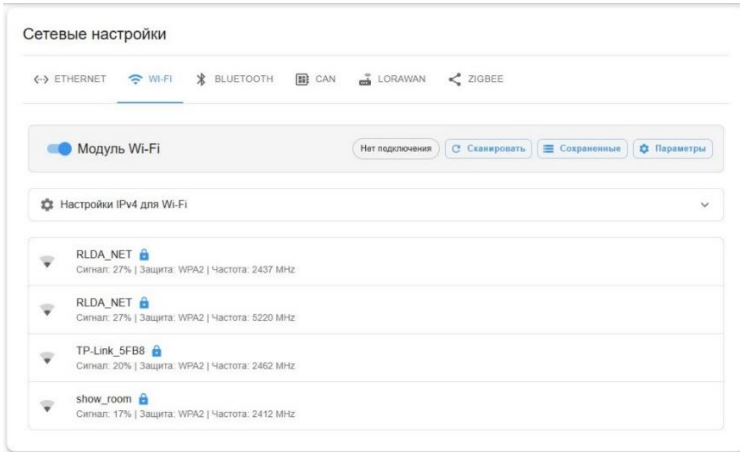 Сетевые настройки
ETHERNET WI-FI BLUETOOTH CAN LORAWAN ZIGBEE
Модуль Wi-Fi Нет подключения Сканировать Сохраненные Параметры
Настройки IPv4 для Wi-Fi
RLDA_NET
Сигнал: 27% | Защита: WPA2 | Частота: 2437 MHz
RLDA_NET
Сигнал: 27% | Защита: WPA2 | Частота: 5220 MHz
TP-Link_5FB8
Сигнал: 20% | Защита: WPA2 | Частота: 2462 MHz
show_room
Сигнал: 17% | Защита: WPA2 | Частота: 2412 MHz